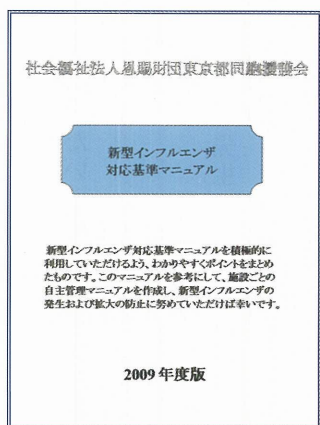 社会福祉法人恩賜財団東京都同胞援護会
新型インフルエンザ
対応基準マニュアル
新型インフルエンザ対応基準マニュアルを積極的に
利用していただけるよう、わかりやすくポイントをまとめ
たものです。このマニュアルを参考にして、施設ごとの
自主管理マニュアルを作成し、新型インフルエンザの
発生および拡大の防止に努めていただけば幸いです。
2009 年度版